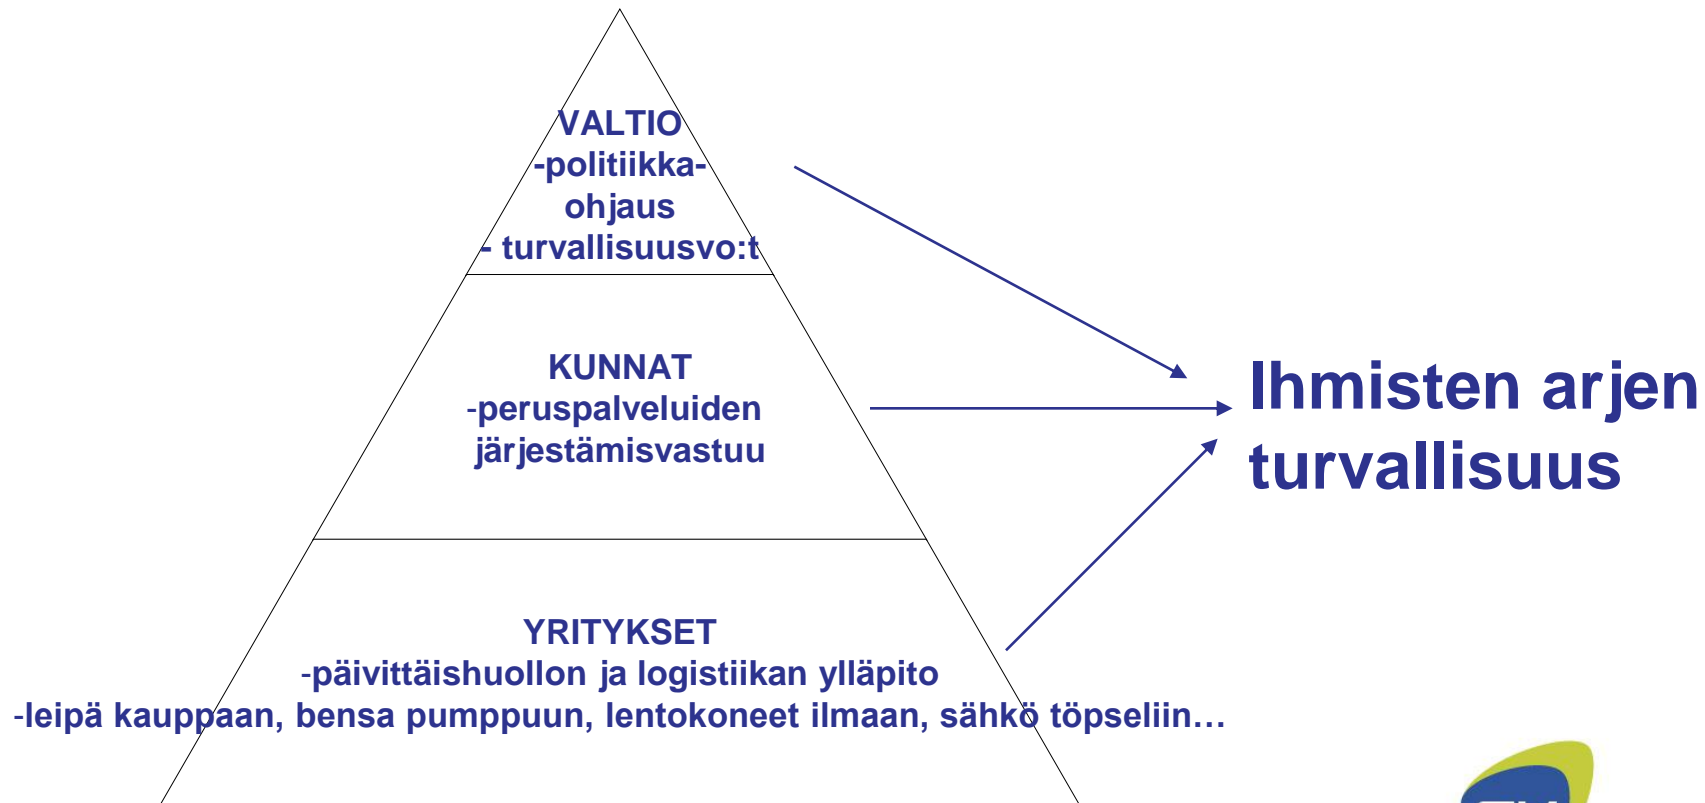 VALTIO
-politiikka-
ohjaus
- turvallisuusvo:t
KUNNAT
-peruspalveluiden
järjestämisvastuu
YRITYKSET
-päivittäishuollon ja logistiikan ylläpito
-leipä kauppaan, bensa pumppuun, lentokoneet ilmaan, sähkö töpseliin…
Ihmisten arjen
turvallisuus